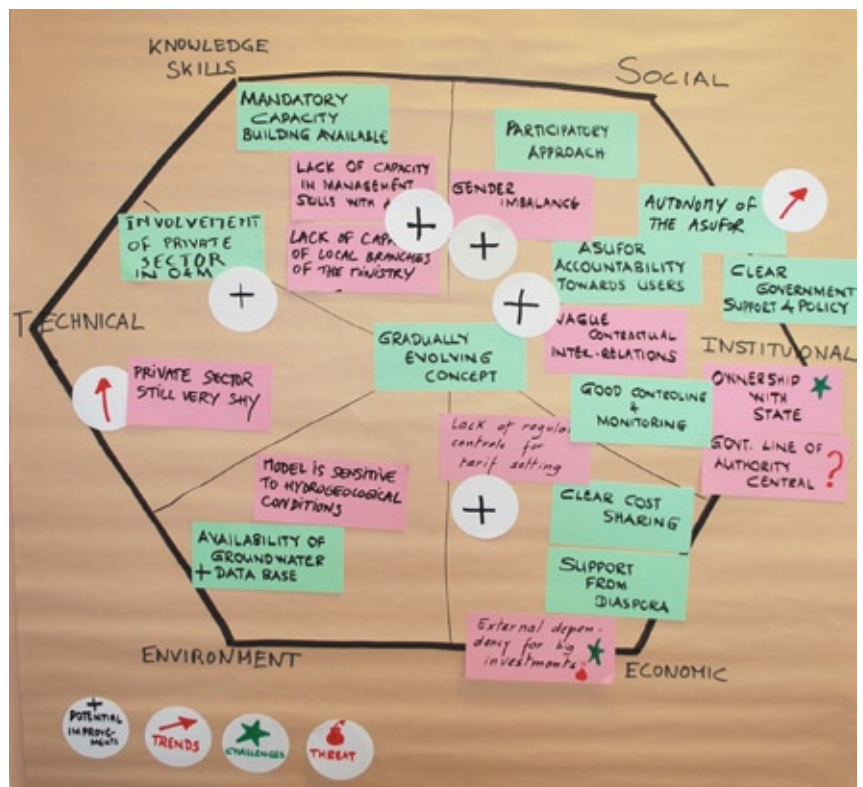 KNOWLEDGE
SKILLS
SOCIAL
MANDATORY
CAPACITY
BUILDING AVAILABLE
PARTICIPATORY
APPROACH
LACK OF CAPACITY
IN MANAGEMENT
SKILLS WITH
GENDER
IMBALANCE
AUTONOMY OF
THE ASUFOR
INVOLVEMENT
OF PRIVATE
SECTOR
IN O&M
LACK OF
OF LOCAL BRANCHES
OF THE MINISTRY
+
+
+
+
ASUFOR
ACCOUNTABILITY
TOWARDS USERS
CLEAR
GOVERNMENT
SUPPORT & POLICY
TECHNICAL
VAGUE
CONTRACTUAL
INTER-RELATIONS
INSTITUIONAL
GRADUALLY
EVOLVING
CONCEPT
PRIVATE SECTOR
STILL VERY SHY
OWNERSHIP
WITH
STATE
GOOD CONTROLING
&
MONITORING
Lack of regular
controls for
tarif setting
GOVT. LINE OF
AUTHORITY
CENTRAL ?
MODEL IS SENSITIVE
TO HYDROGEOLOGICAL
CONDITIONS
+
CLEAR COST
SHARING
AVAILABILITY OF
GROUNDWATER
+ DATA BASE
SUPPORT
FROM
DIASPORA
External depen-
dency for big
investments
ENVIRONMENT
ECONOMIC
+
POTENTIAL
IMPROVE-
MENTS
TRENDS
CHALLENGES
THREAT